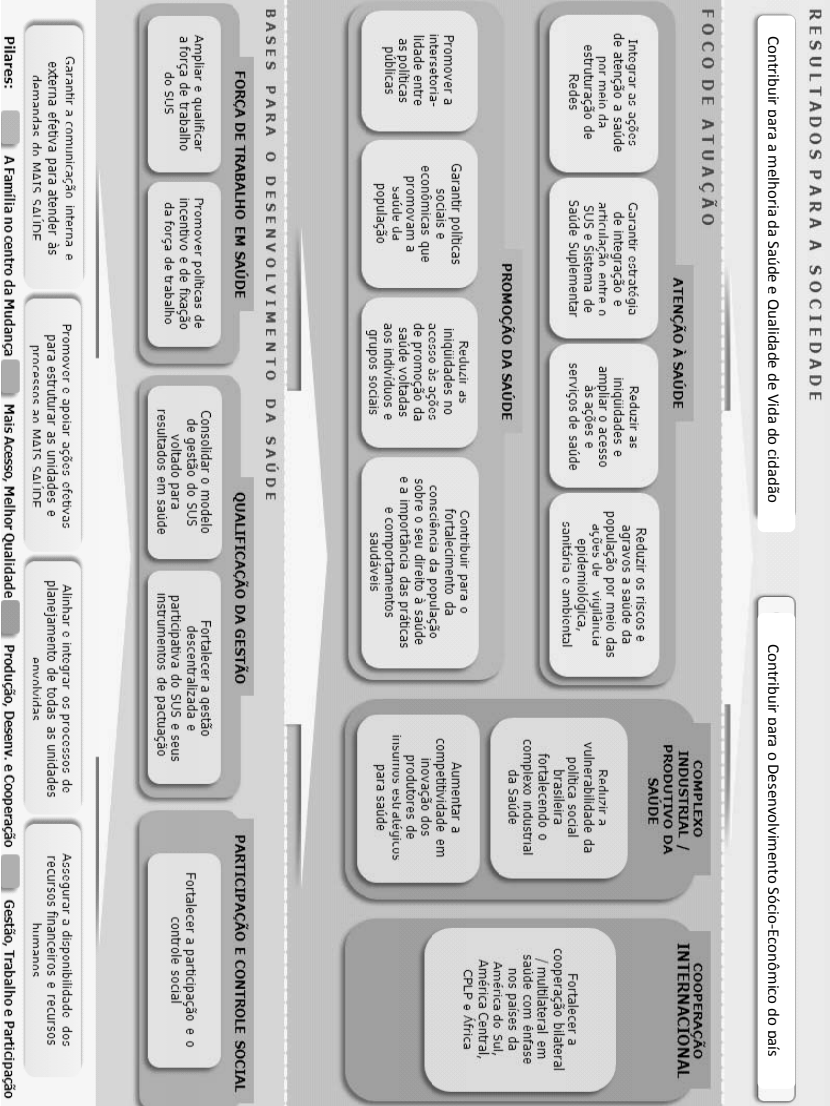 RESULTADOS PARA A SOCIEDADE
Contribuir para a melhoria da Saúde e Qualidade de Vida do cidadão
Contribuir para o Desenvolvimento Sócio-Econômico do país
FOCO DE ATUAÇÃO
ATENÇÃO À SAÚDE
Integrar as ações
de atenção a saúde
por meio da
estruturação de
Redes
Garantir estratégia
de integração e
articulação entre o
SUS e Sistema de
Saúde Suplementar
Reduzir as
iniqüidades e
ampliar o acesso
às ações e
serviços de saúde
Reduzir os riscos e
agravos a saúde da
população por meio das
ações de vigilância
epidemiológica,
sanitária e ambiental
PROMOÇÃO DA SAÚDE
Promover a
intersetoria-
lidade entre
as políticas
públicas
Garantir políticas
sociais e
econômicas que
promovam a
saúde da
população
Reduzir as
iniqüidades no
acesso às ações
de promoção da
saúde voltadas
aos indivíduos e
grupos sociais
Contribuir para o
fortalecimento da
consciência da população
sobre o seu direito à saúde
e a importância das práticas
e comportamentos
saudáveis
COMPLEXO
INDUSTRIAL /
PRODUTIVO DA
SAÚDE
Reduzir a
vulnerabilidade da
política social
brasileira
fortalecendo o
complexo industrial
da Saúde
Aumentar a
competitividade em
inovação dos
produtores de
insumos estratégicos
para saúde
COOPERAÇÃO
INTERNACIONAL
Fortalecer a
cooperação bilateral
/ multilateral em
saúde com ênfase
nos países da
América do Sul,
América Central,
CPLP e África
BASES PARA O DESENVOLVIMENTO DA SAÚDE
FORÇA DE TRABALHO EM SAÚDE
Ampliar e qualificar
a força de trabalho
do SUS
Promover políticas de
incentivo e de fixação
da força de trabalho
QUALIFICAÇÃO DA GESTÃO
Consolidar o modelo
de gestão do SUS
voltado para
resultados em saúde
Fortalecer a gestão
descentralizada e
participativa do SUS e seus
instrumentos de pactuação
PARTICIPAÇÃO E CONTROLE SOCIAL
Fortalecer a participação e o
controle social
Garantir a comunicação interna e
externa efetiva para atender às
demandas do MAIS SAÚDE
Promover e apoiar ações efetivas
para estruturar as unidades e
processos ao MAIS SAÚDE
Alinhar e integrar os processos de
planejamento de todas as unidades
envolvidas
Assegurar a disponibilidade dos
recursos financeiros e recursos
humanos
Pilares: A Família no centro da Mudança Mais Acesso, Melhor Qualidade Produção, Desenv. e Cooperação Gestão, Trabalho e Participação